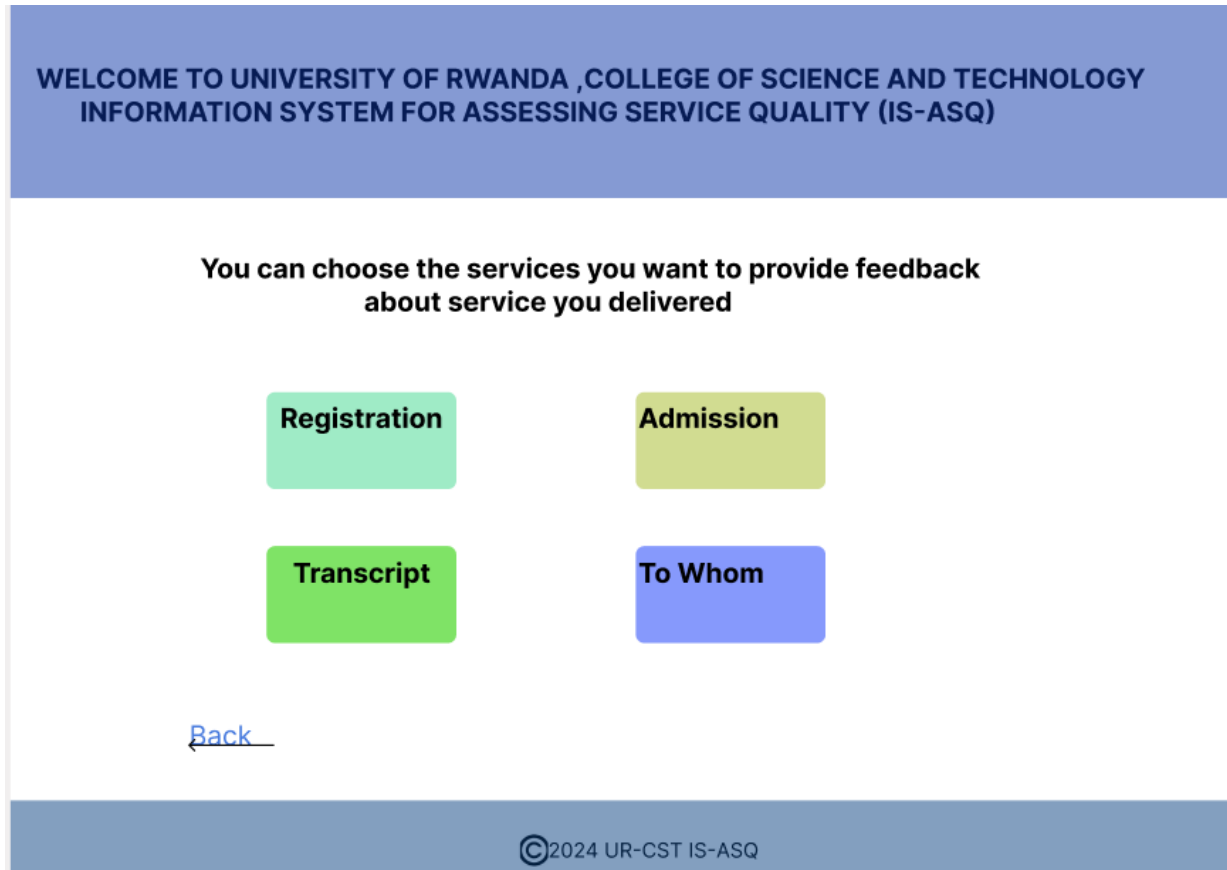 WELCOME TO UNIVERSITY OF RWANDA ,COLLEGE OF SCIENCE AND TECHNOLOGY
INFORMATION SYSTEM FOR ASSESSING SERVICE QUALITY (IS-ASQ)
You can choose the services you want to provide feedback
about service you delivered
Registration
Admission
Transcript
To Whom
Back
©2024 UR-CST IS-ASQ